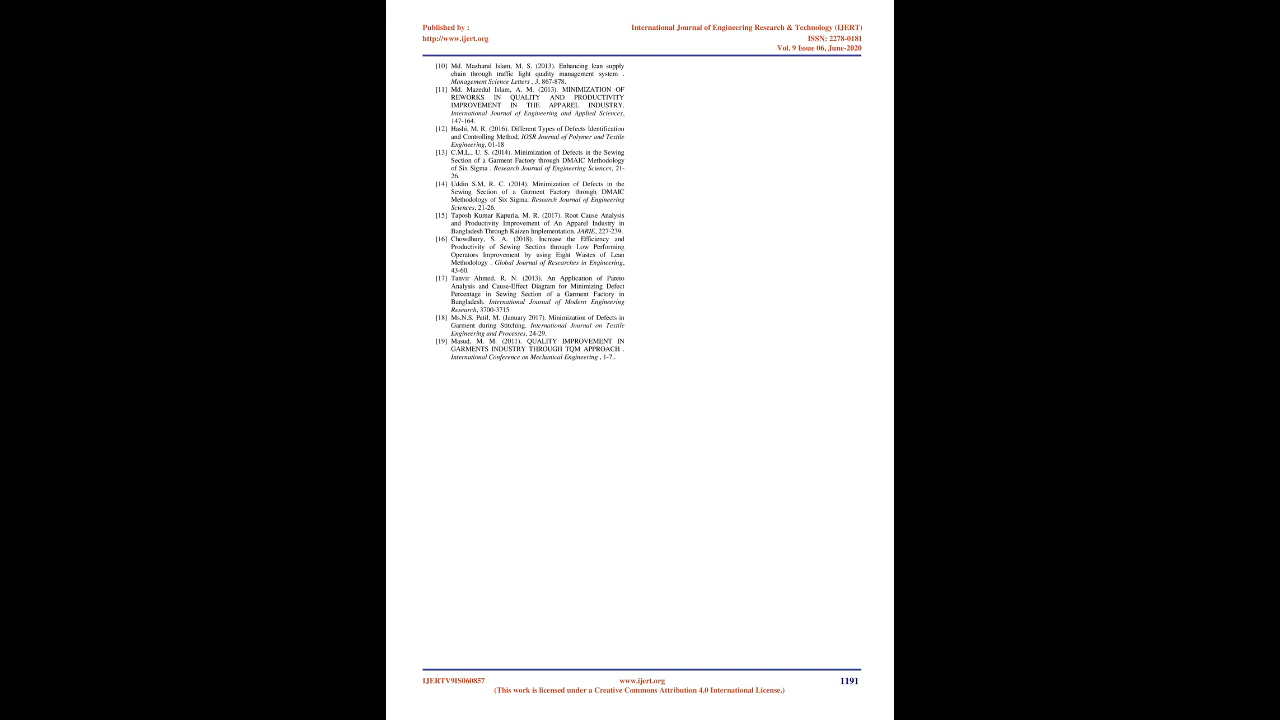 Published by :
International Journal of Engineering Research & Technology (IJERT)
http://www.ijert.org
ISSN: 2278-0181
Vol. 9 Issue 06, June-2020
[10] Md. Mazharul Islam, M. S. (2013). Enhancing lean supply
chain through traffic light quality management system .
Management Science Letters , 3, 867-878.
[11] Md. Mazedul Islam, A. M. (2013). MINIMIZATION OF
REWORKS IN QUALITY AND PRODUCTIVITY
IMPROVEMENT IN THE APPAREL INDUSTRY.
International Journal of Engineering and Applied Sciences,
147-164.
[12] Hashi, M. R. (2016). Different Types of Defects Identification
and Controlling Method. IOSR Journal of Polymer and Textile
Engineering, 01-18
[13] C.M.L., U. S. (2014). Minimization of Defects in the Sewing
Section of a Garment Factory through DMAIC Methodology
of Six Sigma . Research Journal of Engineering Sciences, 21-
26.
[14] Uddin S.M, R. C. (2014). Minimization of Defects in the
Sewing Section of a Garment Factory through DMAIC
Methodology of Six Sigma. Research Journal of Engineering
Sciences, 21-26.
[15] Taposh Kumar Kapuria, M. R. (2017). Root Cause Analysis
and Productivity Improvement of An Apparel Industry in
Bangladesh Through Kaizen Implementation. JARIE, 227-239.
[16] Chowdhury, S. A. (2018). Increase the Efficiency and
Productivity of Sewing Section through Low Performing
Operators Improvement by using Eight Wastes of Lean
Methodology . Global Journal of Researches in Engineering,
43-60.
[17] Tanvir Ahmed, R. N. (2013). An Application of Pareto
Analysis and Cause-Effect Diagram for Minimizing Defect
Percentage in Sewing Section of a Garment Factory in
Bangladesh. International Journal of Modern Engineering
Research, 3700-3715
[18] Ms.N.S. Patil, M. (January 2017). Minimization of Defects in
Garment during Stitching. International Journal on Textile
Engineering and Processes, 24-29.
[19] Masud, M. M. (2011). QUALITY IMPROVEMENT IN
GARMENTS INDUSTRY THROUGH TQM APPROACH .
International Conference on Mechanical Engineering , 1-7..
IJERTV9IS060857
www.ijert.org
1191
(This work is licensed under a Creative Commons Attribution 4.0 International License.)